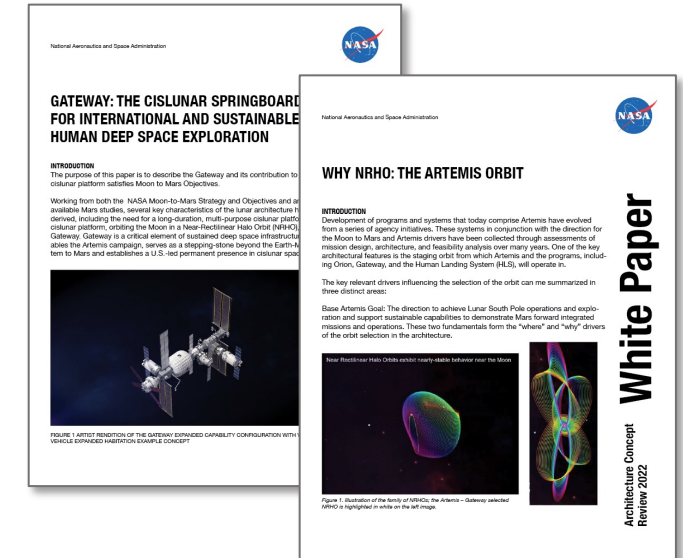 National Aeronautics and Space Administration
NASA
GATEWAY: THE CISLUNAR SPRINGBOARD
FOR INTERNATIONAL AND SUSTAINABLE
HUMAN DEEP SPACE EXPLORATION
INTRODUCTION
The purpose of this paper is to describe the Gateway and its contribution to
cislunar platform satisfies Moon to Mars Objectives.
Working from both the NASA Moon-to-Mars Strategy and Objectives and
available Mars studies, several key characteristics of the lunar architecture
derived, including the need for a long-duration, multi-purpose cislunar
cislunar platform, orbiting the Moon in a Near-Rectilinear Halo Orbit (NRHO),
Gateway. Gateway is a critical element of sustained deep space
ables the Artemis campaign, serves as a stepping-stone beyond the
tem to Mars and establishes a U.S.-led permanent presence in cislunar
FIGURE 1 ARTIST RENDITION OF THE GATEWAY EXPANDED CAPABILITY CONFIGURATION WITH
VEHICLE EXPANDED HABITATION EXAMPLE CONCEPT
National Aeronautics and Space Administration
NASA
WHY NRHO: THE ARTEMIS ORBIT
INTRODUCTION
Development of programs and systems that today comprise Artemis have evolved
from a series of agency initiatives. These systems in conjunction with the direction for
the Moon to Mars and Artemis drivers have been collected through assessments of
mission design, architecture, and feasibility analysis over many years. One of the key
architectural features is the staging orbit from which Artemis and the programs, includ-
ing Orion, Gateway, and the Human Landing System (HLS), will operate in.
The key relevant drivers influencing the selection of the orbit can me summarized in
three distinct areas:
Base Artemis Goal: The direction to achieve Lunar South Pole operations and explo-
ration and support sustainable capabilities to demonstrate Mars forward integrated
missions and operations. These two fundamentals form the “where” and “why” drivers
of the orbit selection in the architecture.
Near Rectilinear Halo Orbits exhibit nearly-stable behavior near the Moon
Figure 1. Illustration of the family of NRHOs; the Artemis – Gateway selected
NRHO is highlighted in white on the left image.
White Paper
Architecture Concept
Review 2022